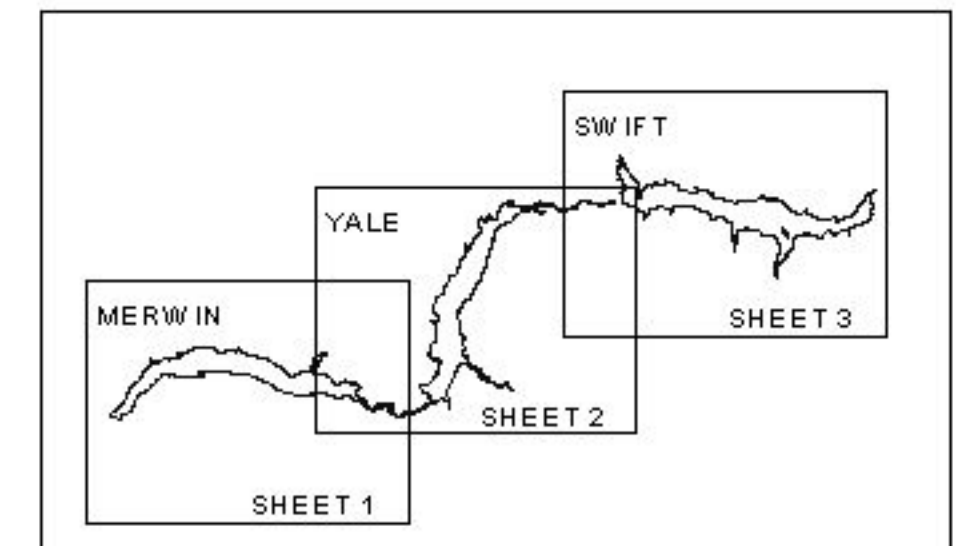 SWIFT
YALE
MERWIN
SHEET 3
SHEET 2
SHEET 1